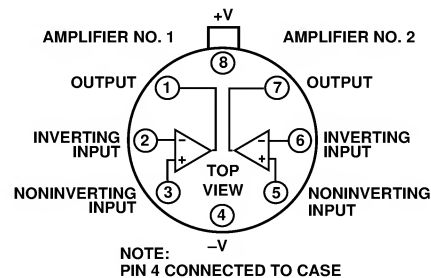 +V
AMPLIFIER NO. 1
AMPLIFIER NO. 2
8
OUTPUT
1
7
OUTPUT
INVERTING
INPUT
2
−
+
−
+
6
INVERTING
INPUT
TOP
VIEW
NONINVERTING
INPUT
3
5
NONINVERTING
INPUT
4
−V
NOTE:
PIN 4 CONNECTED TO CASE